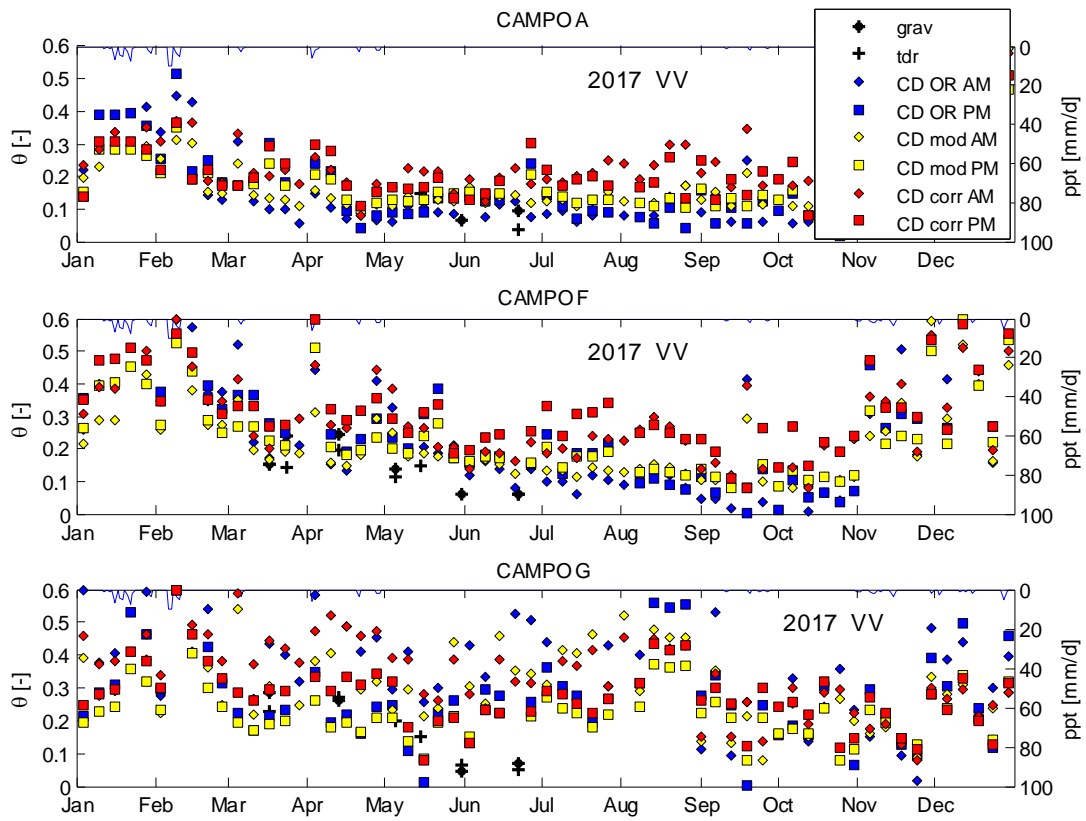 CAMPO A
0.6
0.5
0.4
0.3
0.2
0.1
0
θ [-]
2017 VV
Jan Feb Mar Apr May Jun Jul Aug Sep Oct Nov Dec
0
20
40
60
80
100
ppt [mm/d]
grav
tdr
CD OR AM
CD OR PM
CD mod AM
CD mod PM
CD corr AM
CD corr PM
CAMPO F
0.6
0.5
0.4
0.3
0.2
0.1
0
θ [-]
2017 VV
Jan Feb Mar Apr May Jun Jul Aug Sep Oct Nov Dec
0
20
40
60
80
100
ppt [mm/d]
CAMPO G
0.6
0.5
0.4
0.3
0.2
0.1
0
θ [-]
2017 VV
Jan Feb Mar Apr May Jun Jul Aug Sep Oct Nov Dec
0
20
40
60
80
100
ppt [mm/d]